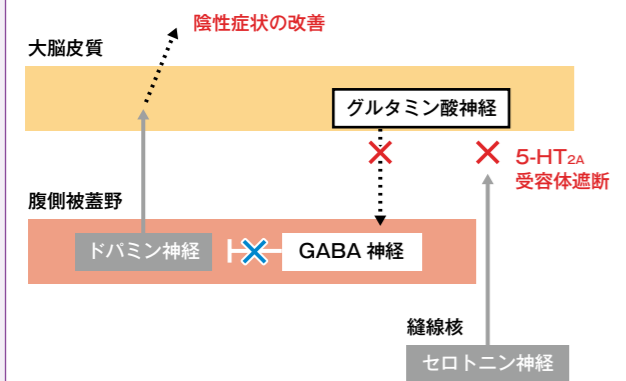 陰性症状の改善
大脳皮質
グルタミン酸神経
5-HT2A
受容体遮断
腹側被蓋野
ドパミン神経
GABA 神経
縫線核
セロトニン神経